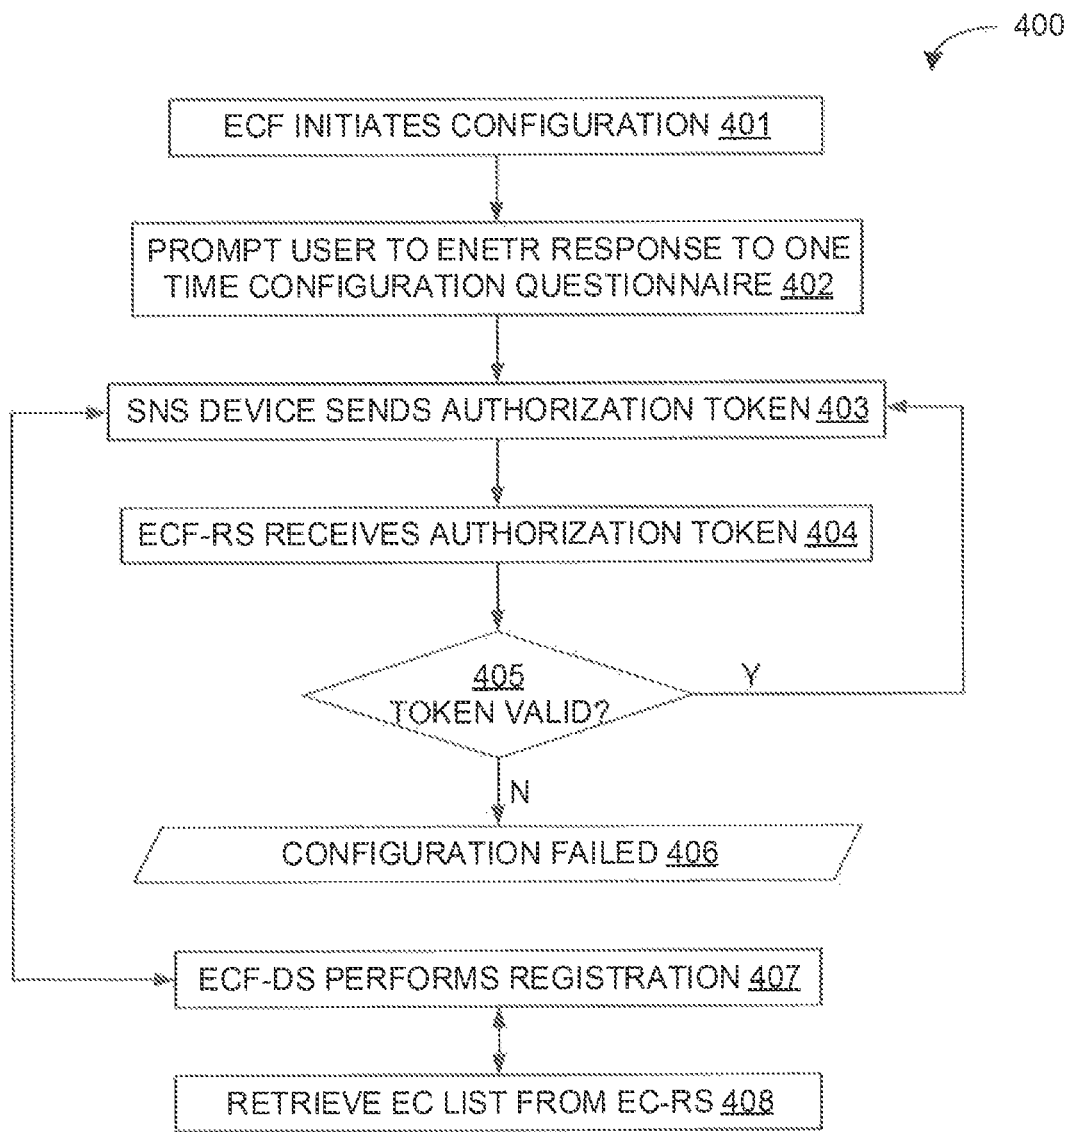 400
ECF INITIATES CONFIGURATION 401
PROMPT USER TO ENETR RESPONSE TO ONE
TIME CONFIGURATION QUESTIONNAIRE 402
SNS DEVICE SENDS AUTHORIZATION TOKEN 403
ECF-RS RECEIVES AUTHORIZATION TOKEN 404
405
TOKEN VALID?
Y
N
CONFIGURATION FAILED 406
ECF-DS PERFORMS REGISTRATION 407
RETRIEVE EC LIST FROM EC-RS 408